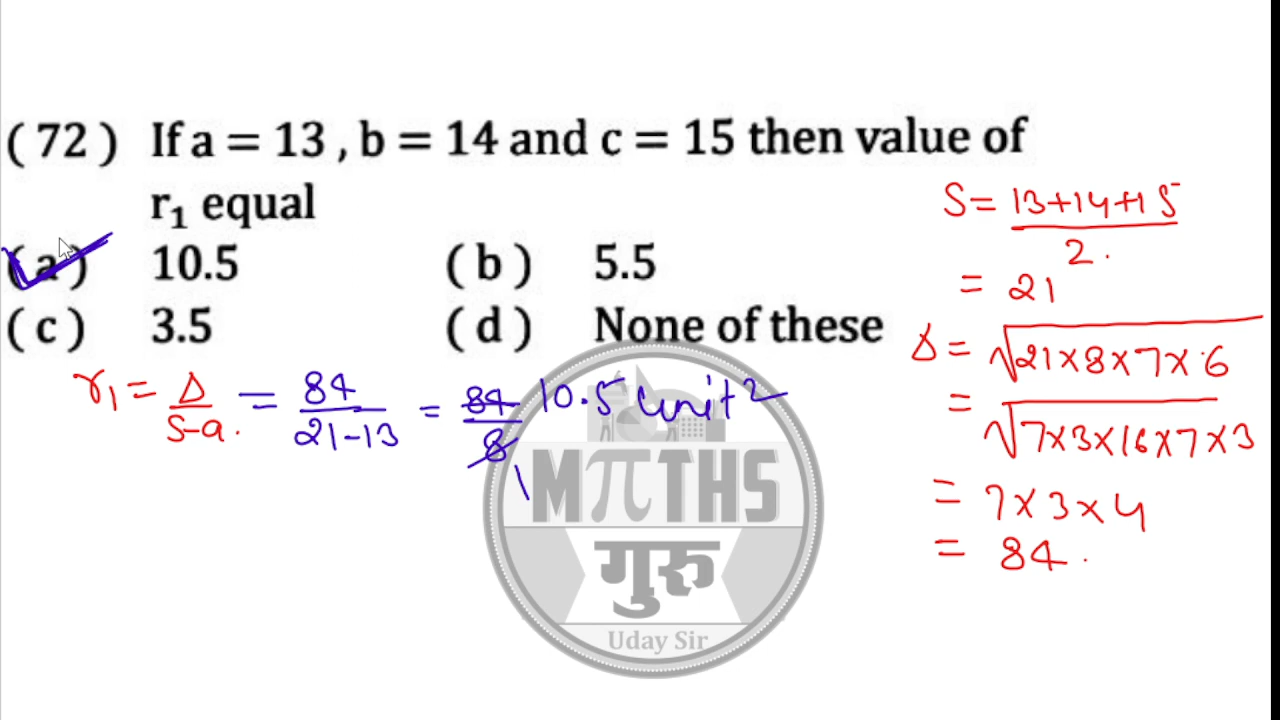 ( 72 ) If a = 13 , b = 14 and c = 15 then value of
r₁ equal
(a) 10.5 ( b ) 5.5
( c ) 3.5 ( d ) None of these
r₁ = Δ/S-a. = 84/21-13 = 84/8 10.5 unit2
1
S = 13+14+15/2.
= 21
Δ = √21×8×7×6
= √7×3×16×7×3
= 7×3×4
= 84.
MπTHS
गुरु
Uday Sir